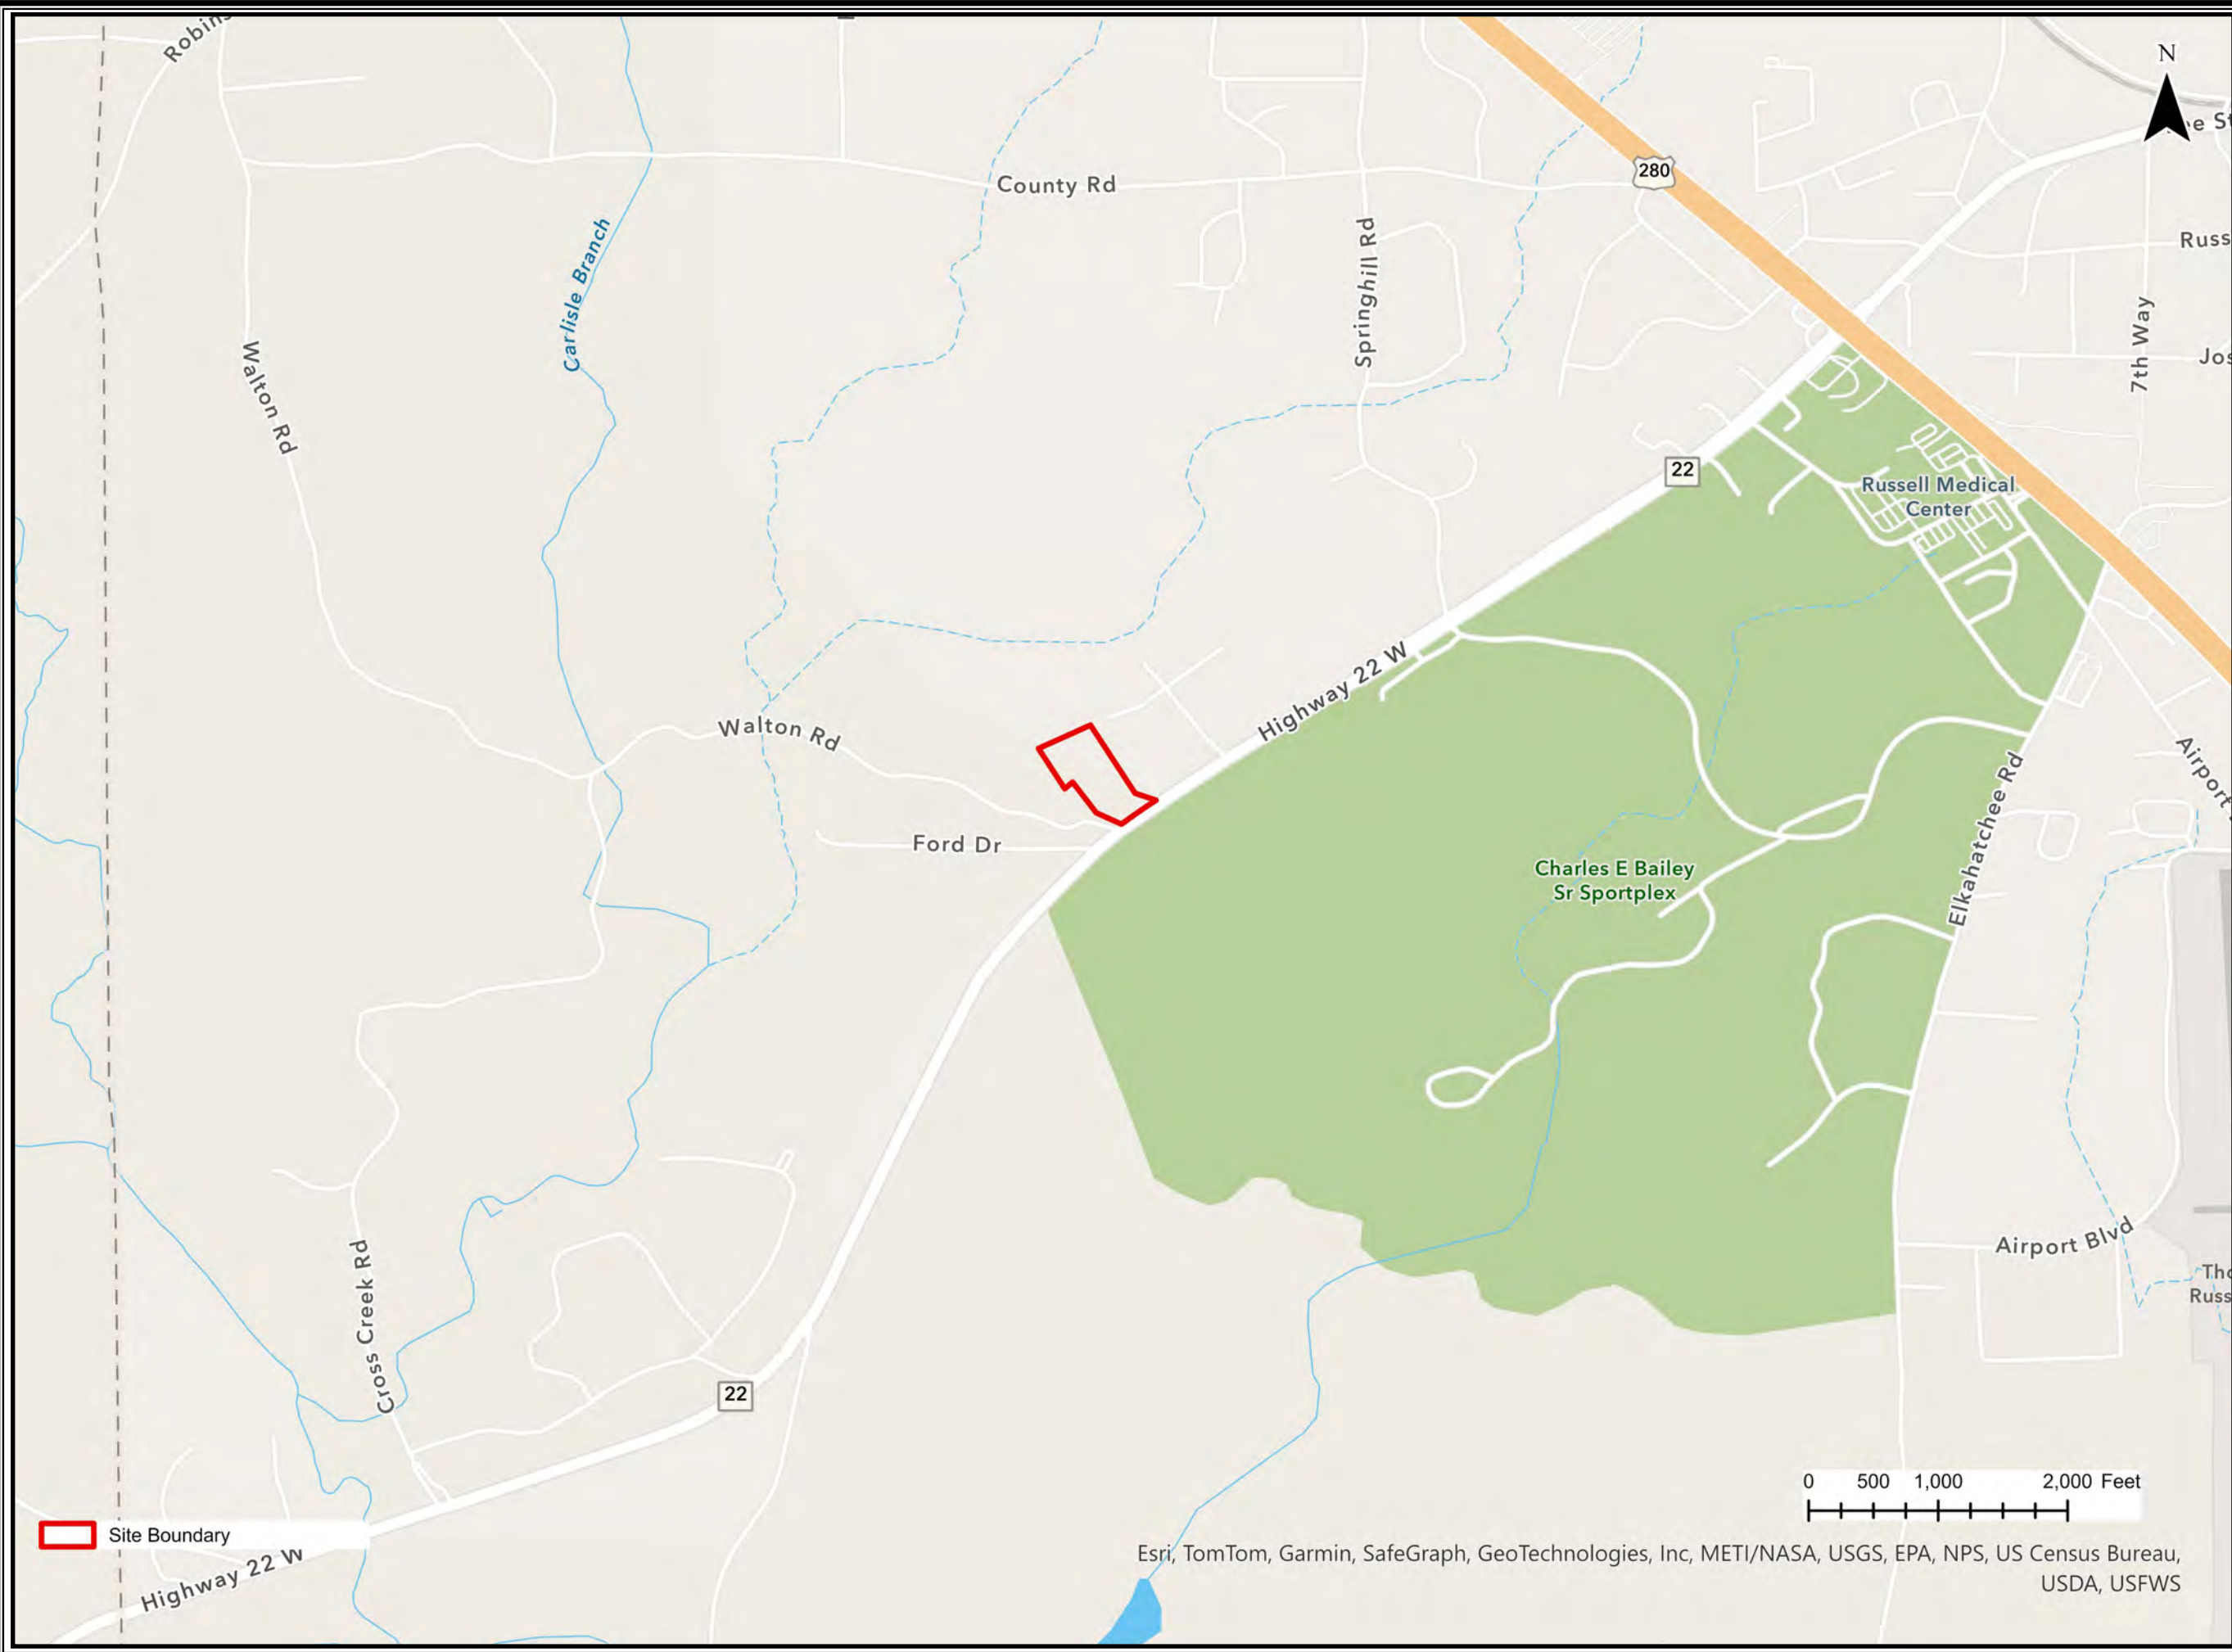 N
280
County Rd
Carlisle Branch
Springhill Rd
7th Way
Walton Rd
22
Russell Medical
Center
Highway 22 W
Walton Rd
Ford Dr
Charles E Bailey
Sr Sportplex
Elkahatchee Rd
Airport
Airport Blvd
Cross Creek Rd
22
0 500 1,000 2,000 Feet
Site Boundary
Highway 22 W
Esri, TomTom, Garmin, SafeGraph, GeoTechnologies, Inc, METI/NASA, USGS, EPA, NPS, US Census Bureau,
USDA, USFWS